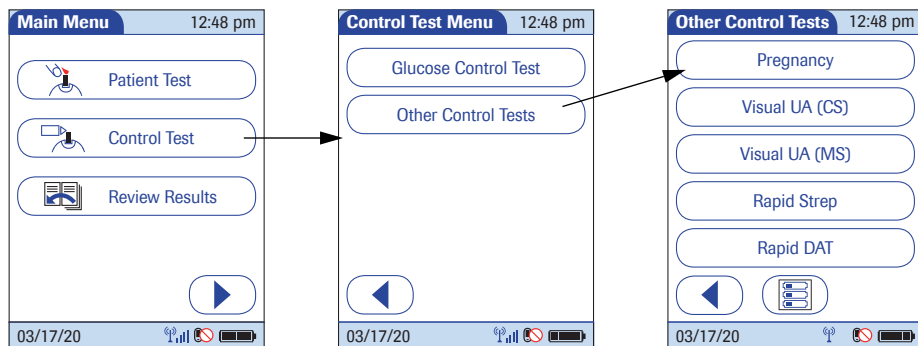 Main Menu 12:48 pm
Patient Test
Control Test
Review Results
03/17/20
Control Test Menu 12:48 pm
Glucose Control Test
Other Control Tests
03/17/20
Other Control Tests 12:48 pm
Pregnancy
Visual UA (CS)
Visual UA (MS)
Rapid Strep
Rapid DAT
03/17/20